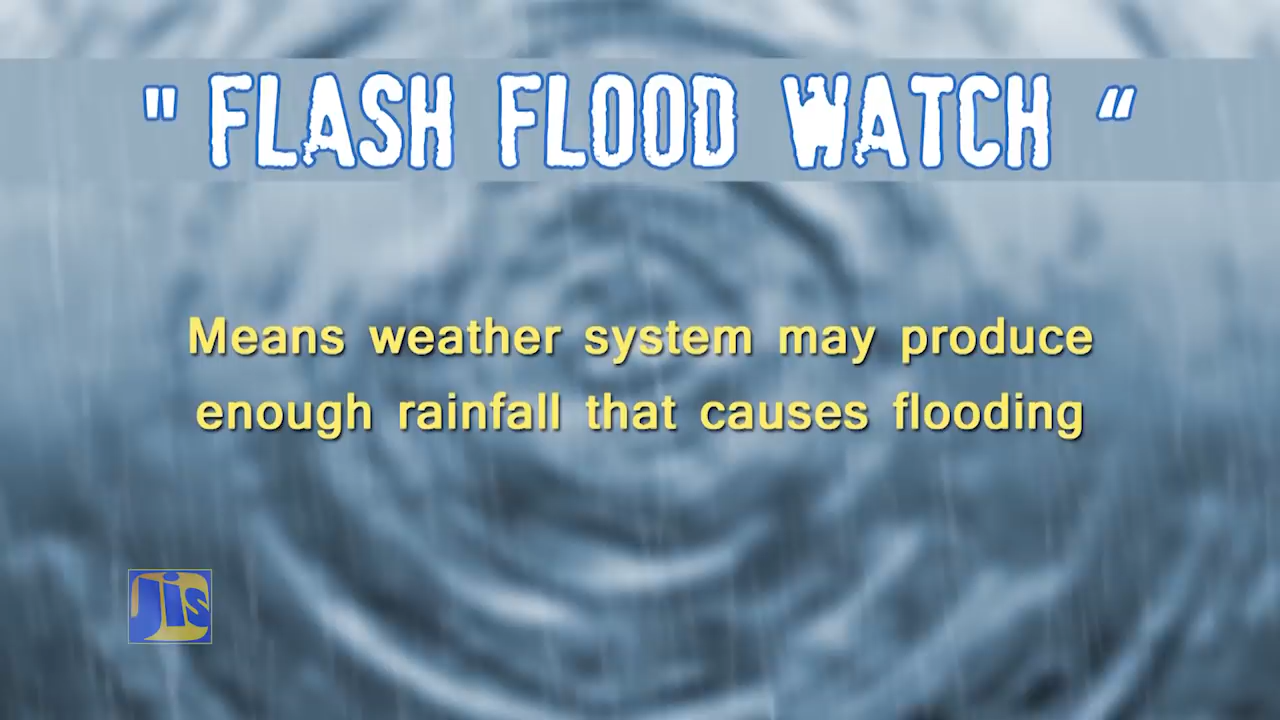 " FLASH FLOOD WATCH “
Means weather system may produce
enough rainfall that causes flooding
Jis